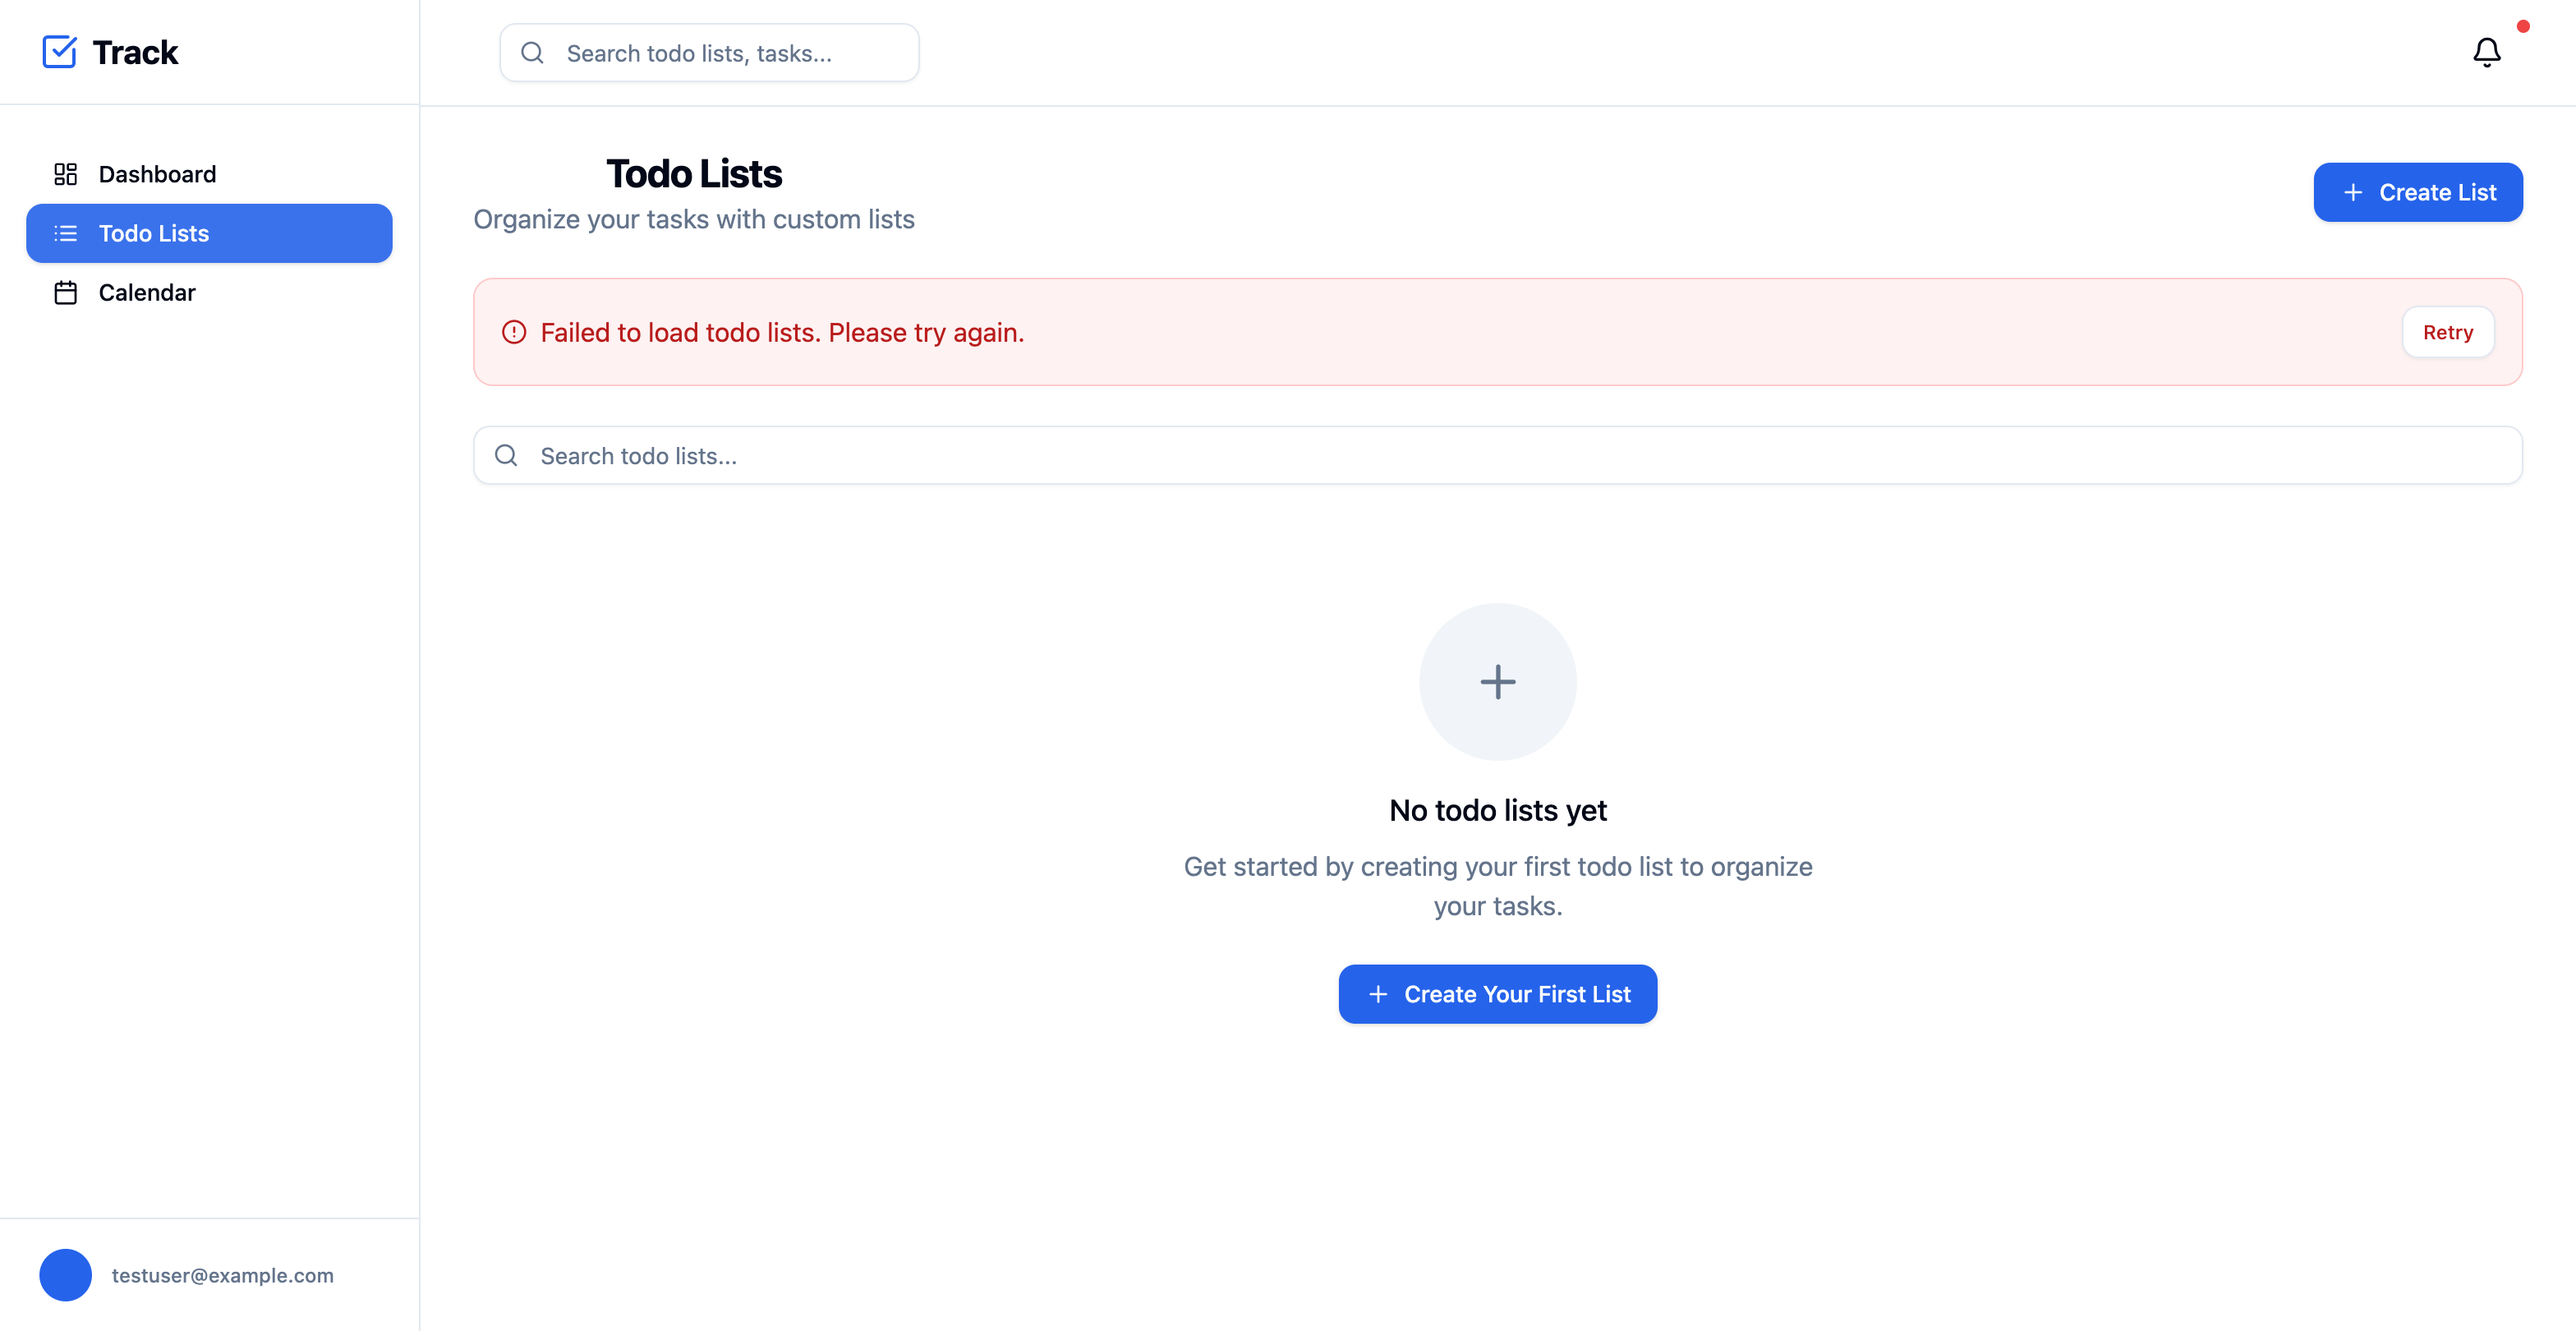 Track
Search todo lists, tasks...
Dashboard
Todo Lists
Calendar
Todo Lists
Organize your tasks with custom lists
Create List
Failed to load todo lists. Please try again.
Retry
Search todo lists...
No todo lists yet
Get started by creating your first todo list to organize
your tasks.
Create Your First List
testuser@example.com